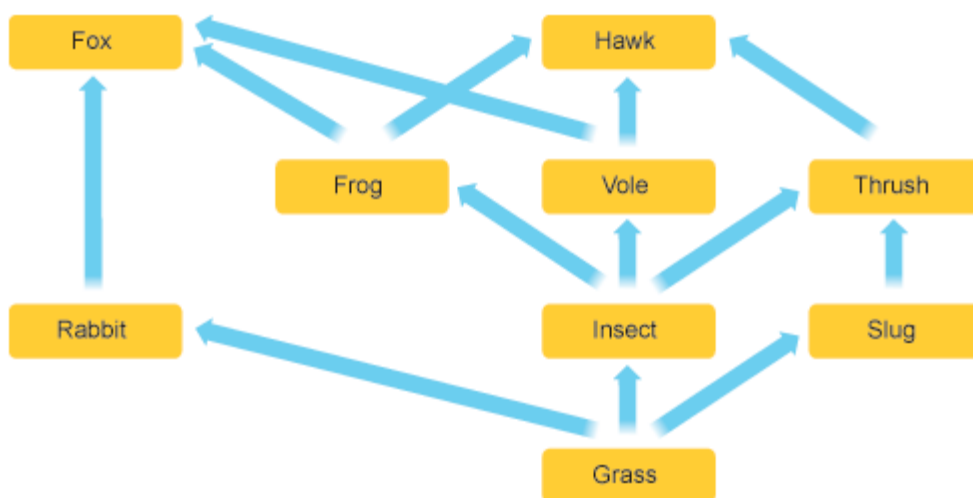 Fox
Hawk
Frog
Vole
Thrush
Rabbit
Insect
Slug
Grass